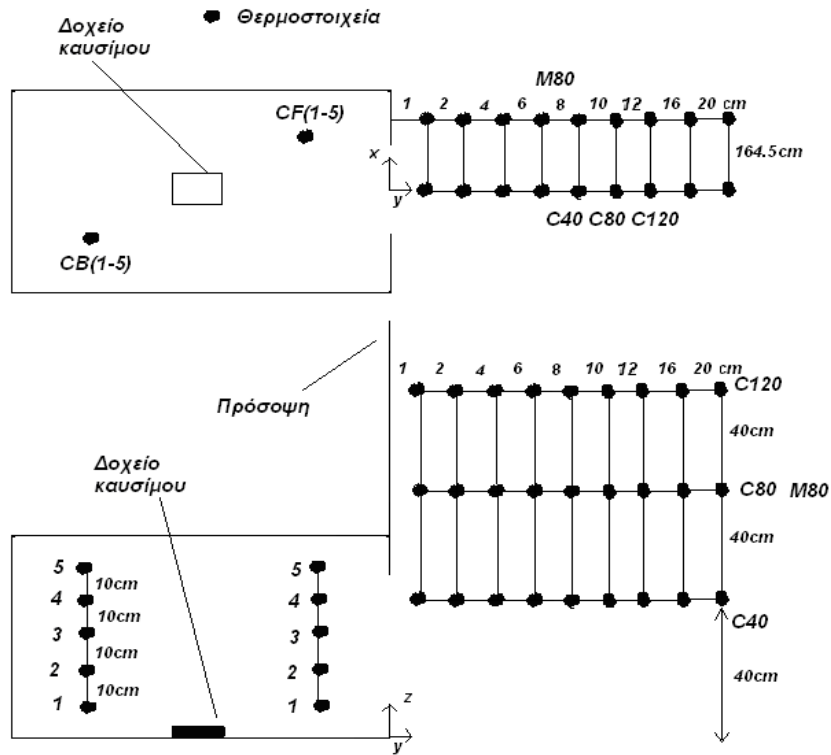 Θερμοστοιχεία
Δοχείο
καυσίμου
M80
1 2 4 6 8 10 12 16 20 cm
CF(1-5)
x
164.5cm
y
C40 C80 C120
CB(1-5)
1 2 4 6 8 10 12 16 20 cm
C120
Πρόσοψη
40cm
Δοχείο
καυσίμου
C80 M80
40cm
5 5
10cm
4 4
10cm
3 3
C40
10cm
2 2
40cm
10cm
1 1
z
y